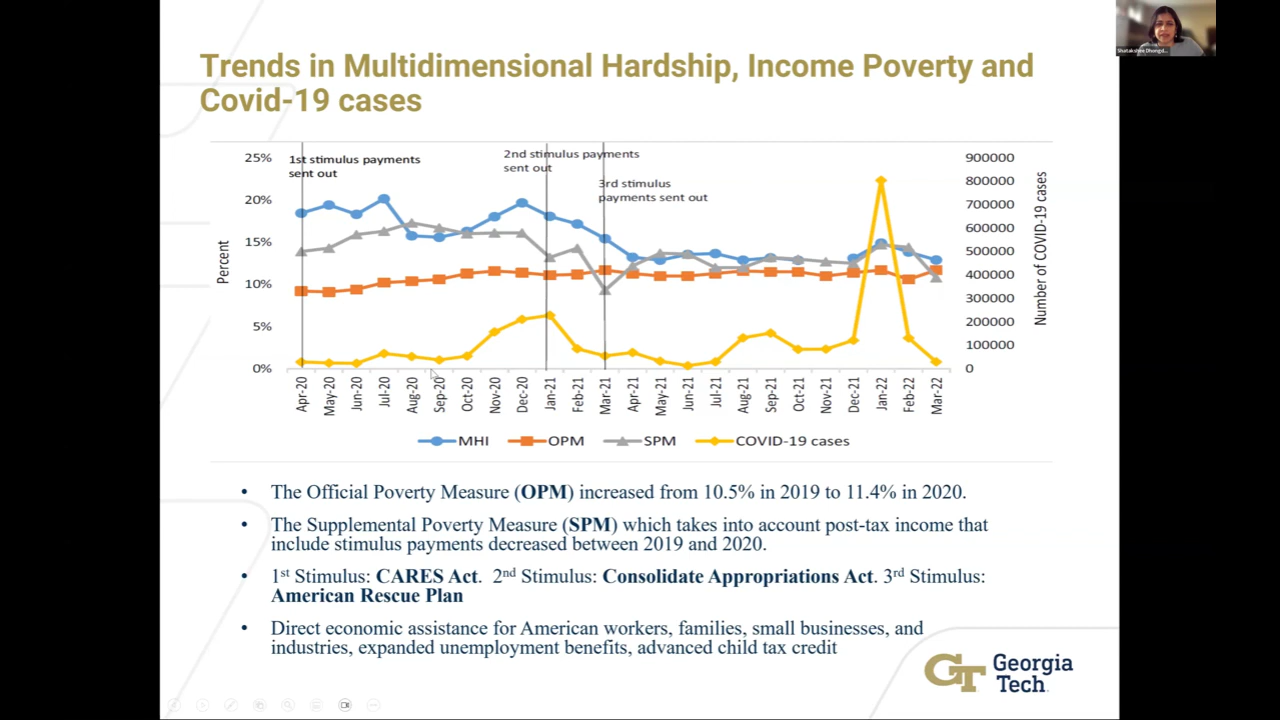 Shatakshee Dhongd...
Trends in Multidimensional Hardship, Income Poverty and
Covid-19 cases
25%
20%
15%
10%
5%
0%
Percent
1st stimulus payments
sent out
2nd stimulus payments
sent out
3rd stimulus
payments sent out
900000
800000
700000
600000
500000
400000
300000
200000
100000
0
Number of COVID-19 cases
Apr-20
May-20
Jun-20
Jul-20
Aug-20
Sep-20
Oct-20
Nov-20
Dec-20
Jan-21
Feb-21
Mar-21
Apr-21
May-21
Jun-21
Jul-21
Aug-21
Sep-21
Oct-21
Nov-21
Dec-21
Jan-22
Feb-22
Mar-22
MHI OPM SPM COVID-19 cases
• The Official Poverty Measure (OPM) increased from 10.5% in 2019 to 11.4% in 2020.
• The Supplemental Poverty Measure (SPM) which takes into account post-tax income that
include stimulus payments decreased between 2019 and 2020.
• 1st Stimulus: CARES Act. 2nd Stimulus: Consolidate Appropriations Act. 3rd Stimulus:
American Rescue Plan
• Direct economic assistance for American workers, families, small businesses, and
industries, expanded unemployment benefits, advanced child tax credit
GT Georgia
Tech